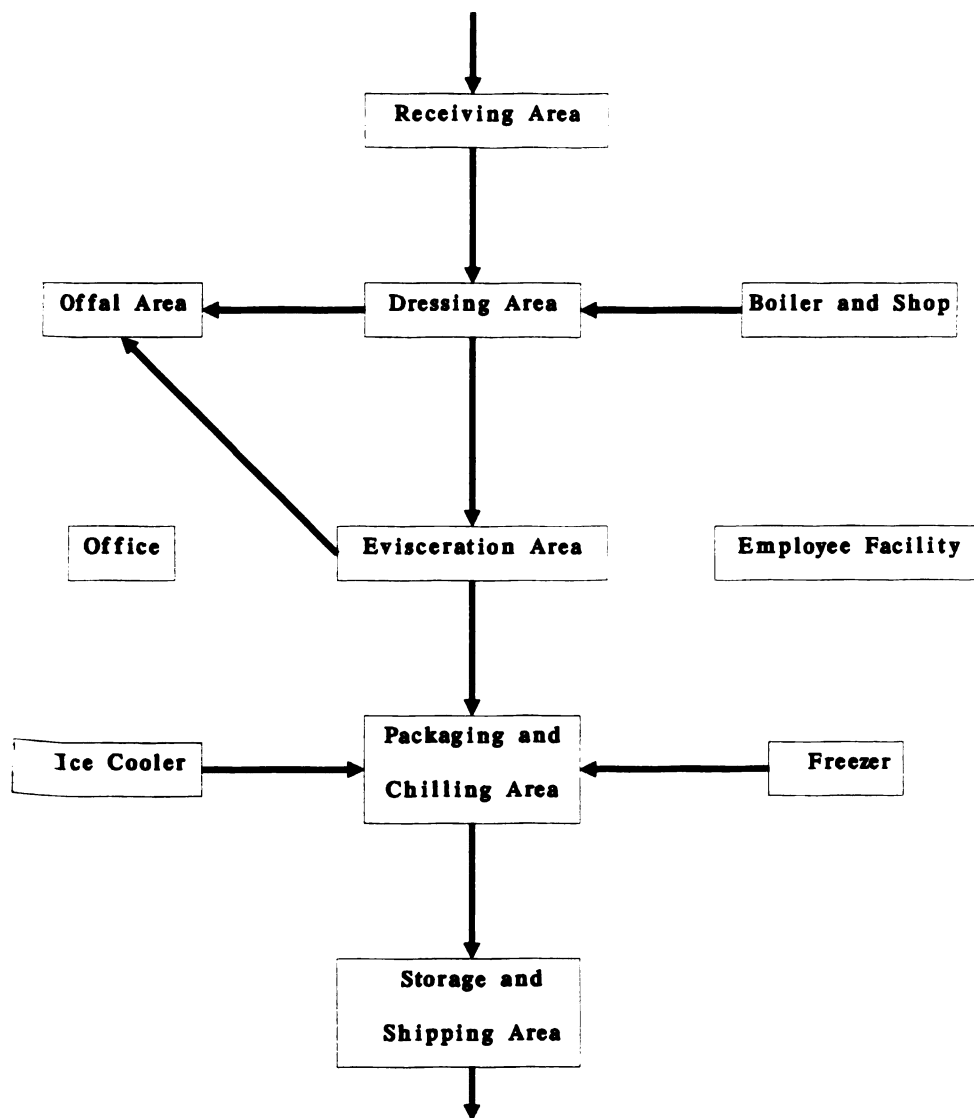 Receiving Area
Offal Area
Dressing Area
Boiler and Shop
Office
Evisceration Area
Employee Facility
Ice Cooler
Packaging and
Chilling Area
Freezer
Storage and
Shipping Area